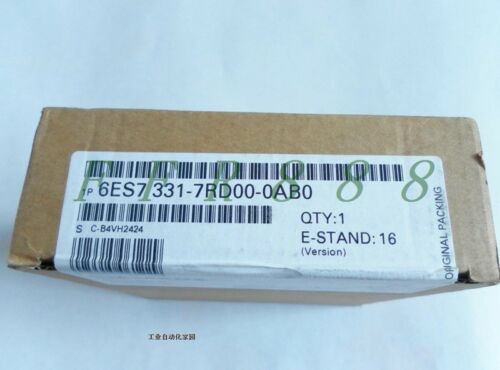 FFR888
1P 6ES7 331-7RD00-0AB0
QTY:1
E-STAND:16
(Version)
S C-B4VH2424
ORIGINAL PACKING
工业自动化家园